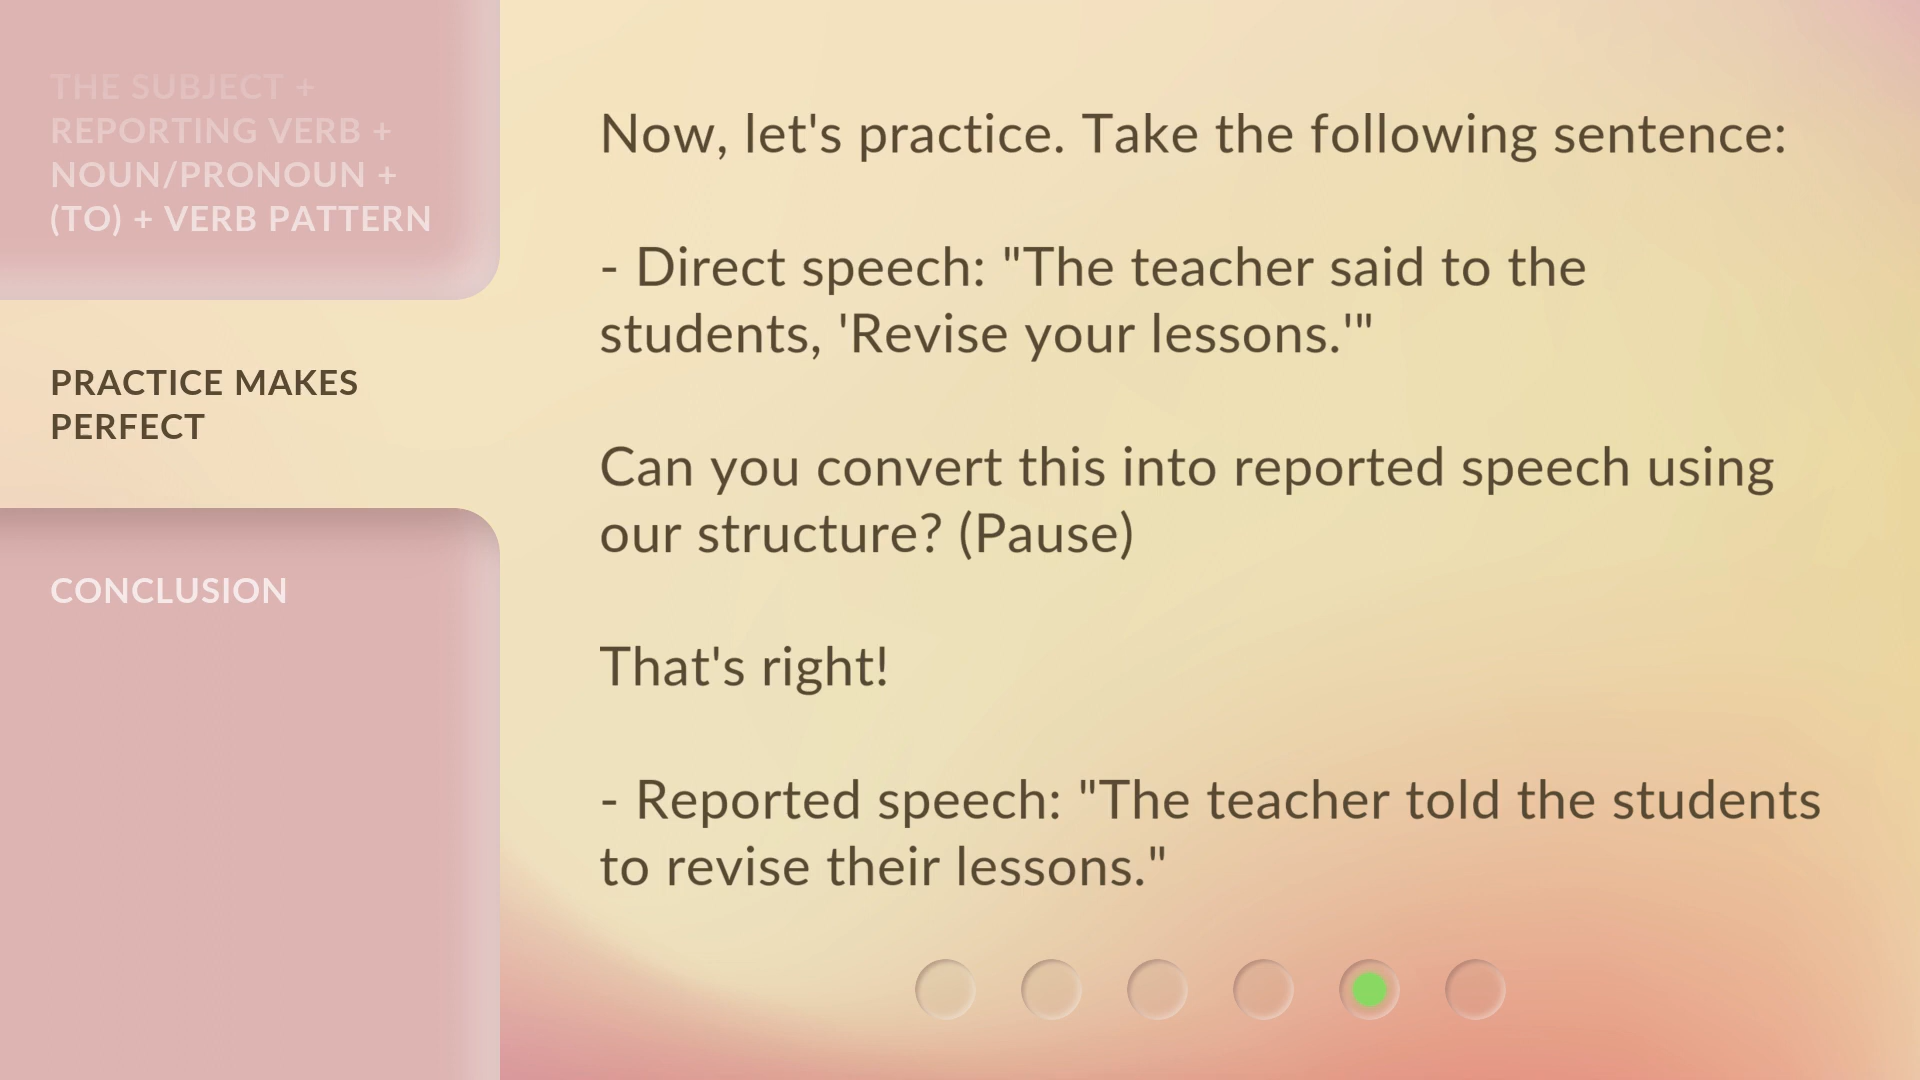 THE SUBJECT +
REPORTING VERB +
NOUN/PRONOUN +
(TO) + VERB PATTERN
PRACTICE MAKES
PERFECT
CONCLUSION
Now, let's practice. Take the following sentence:
- Direct speech: "The teacher said to the
students, 'Revise your lessons.'"
Can you convert this into reported speech using
our structure? (Pause)
That's right!
- Reported speech: "The teacher told the students
to revise their lessons."